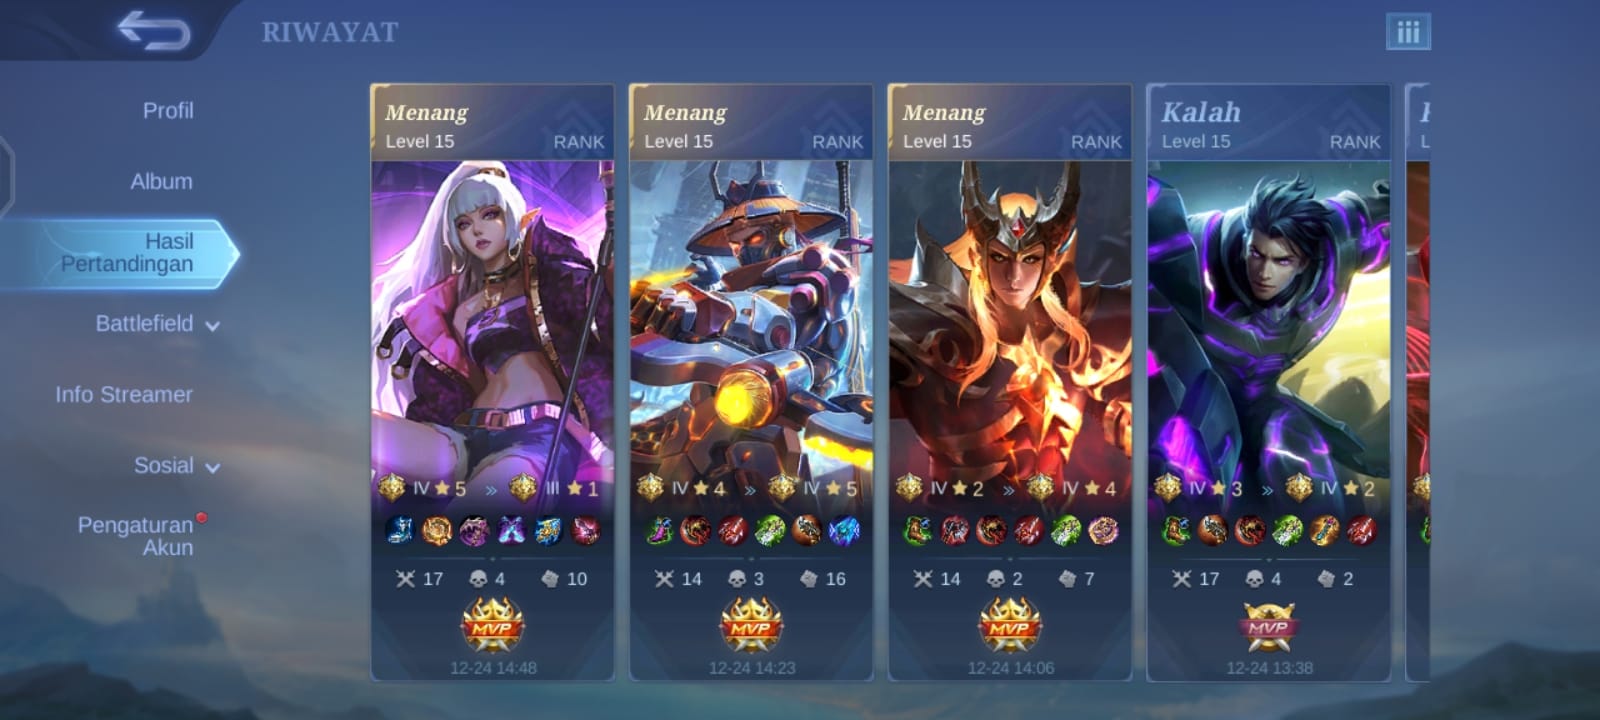 RIWAYAT
Profil
Album
Hasil
Pertandingan
Battlefield
Info Streamer
Sosial
Pengaturan
Akun
Menang
Level 15 RANK
IV 5 » III 1
17 4 10
MVP
12-24 14:48
Menang
Level 15 RANK
IV 4 » IV 5
14 3 16
MVP
12-24 14:23
Menang
Level 15 RANK
IV 2 » IV 4
14 2 7
MVP
12-24 14:06
Kalah
Level 15 RANK
IV 3 » IV 2
17 4 2
MVP
12-24 13:38